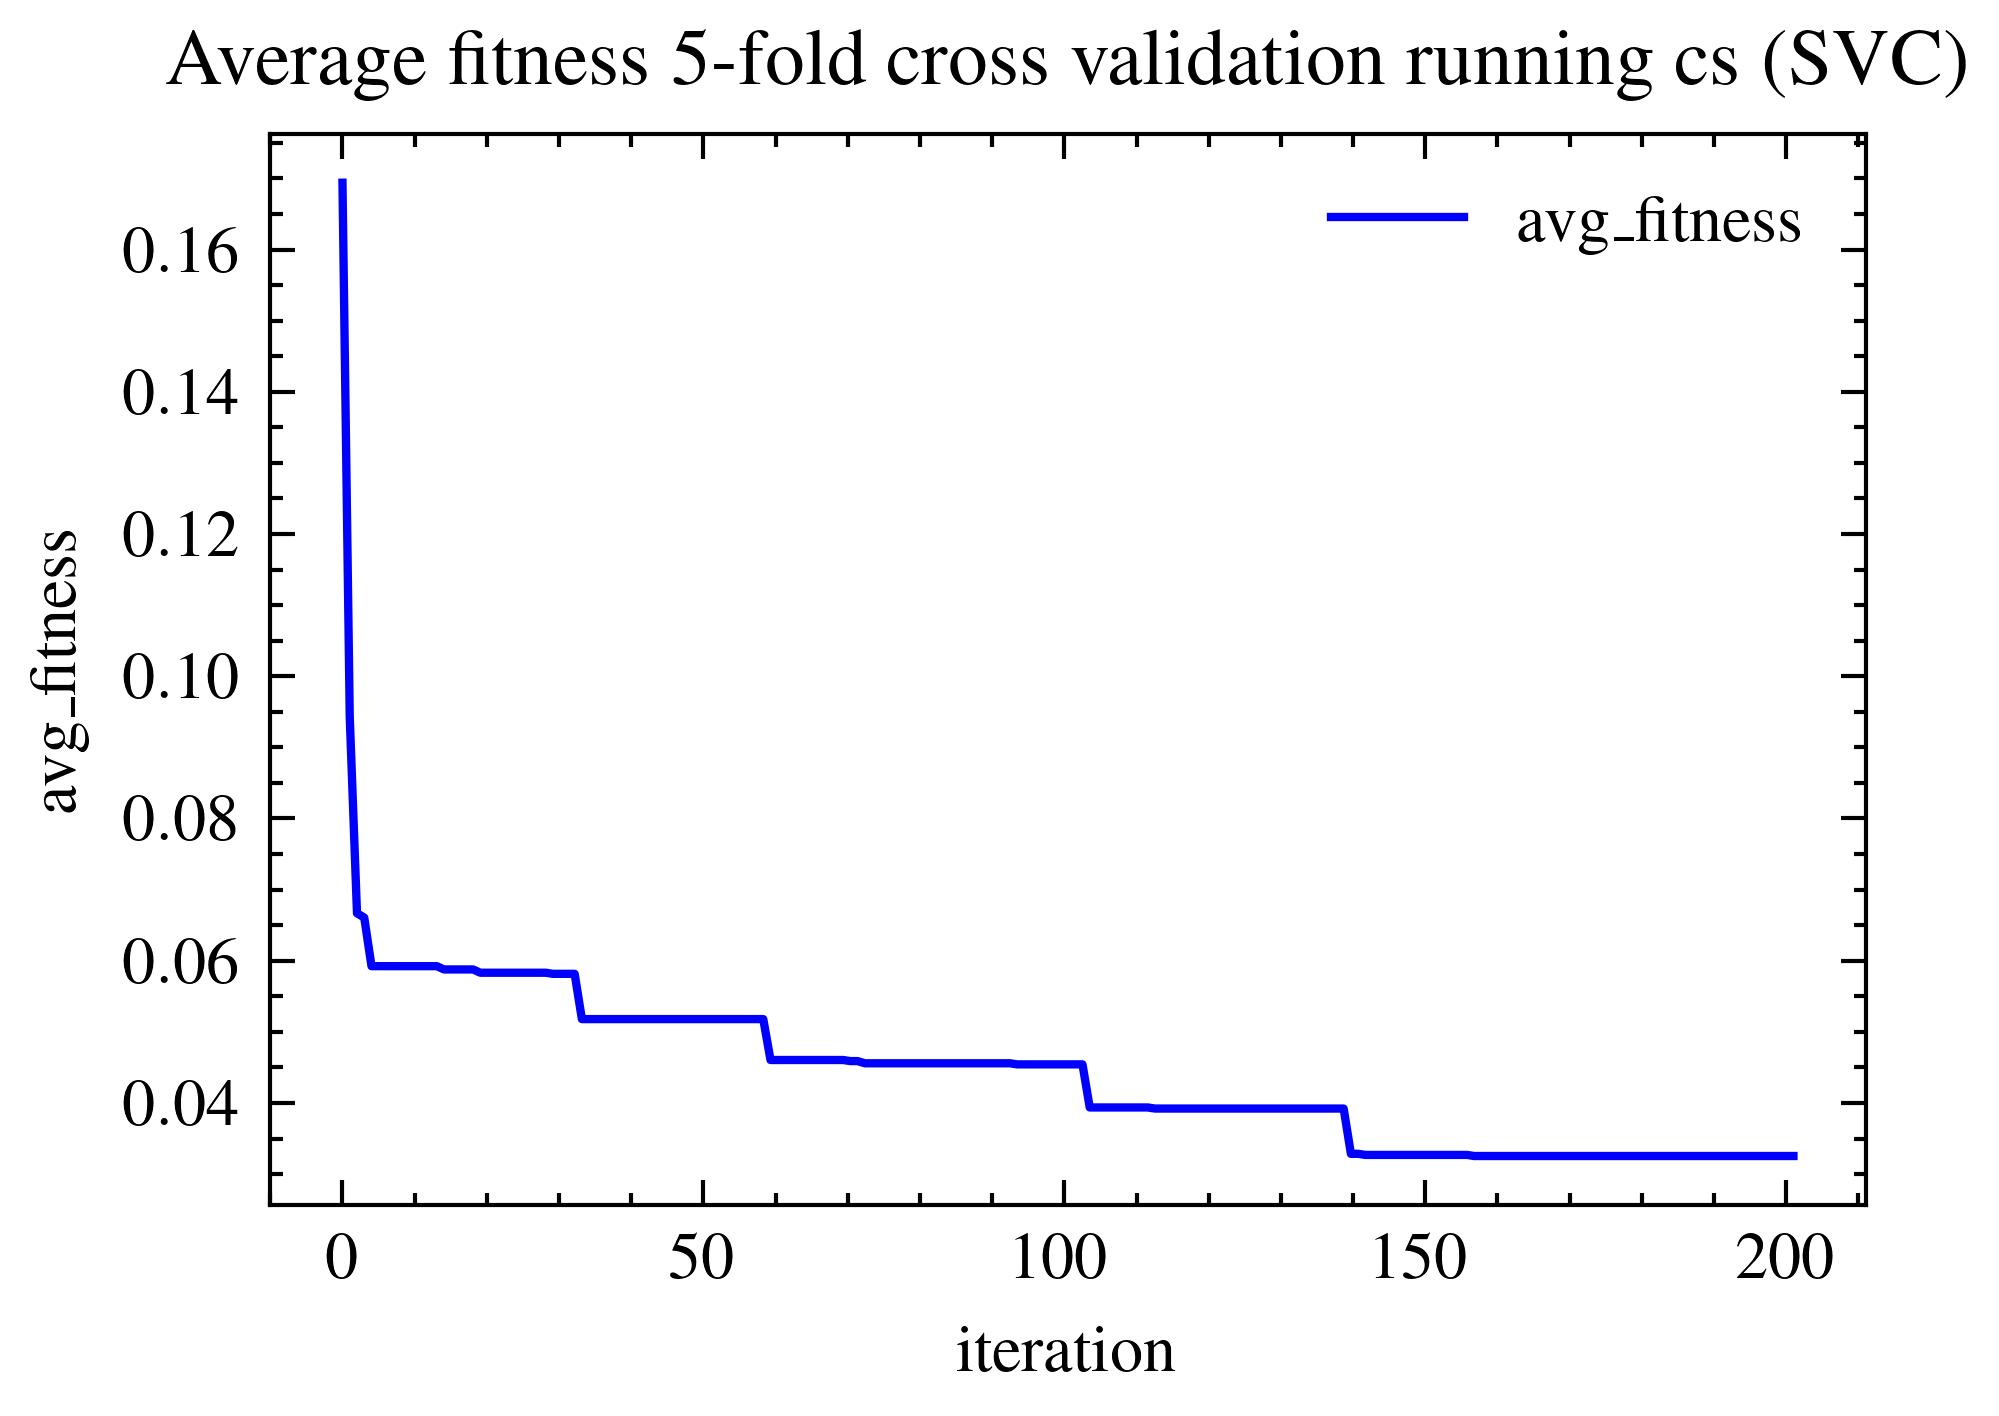 Average fitness 5-fold cross validation running cs (SVC)
avg_fitness
0.16
0.14
0.12
0.10
0.08
0.06
0.04
avg_fitness
0 50 100 150 200
iteration